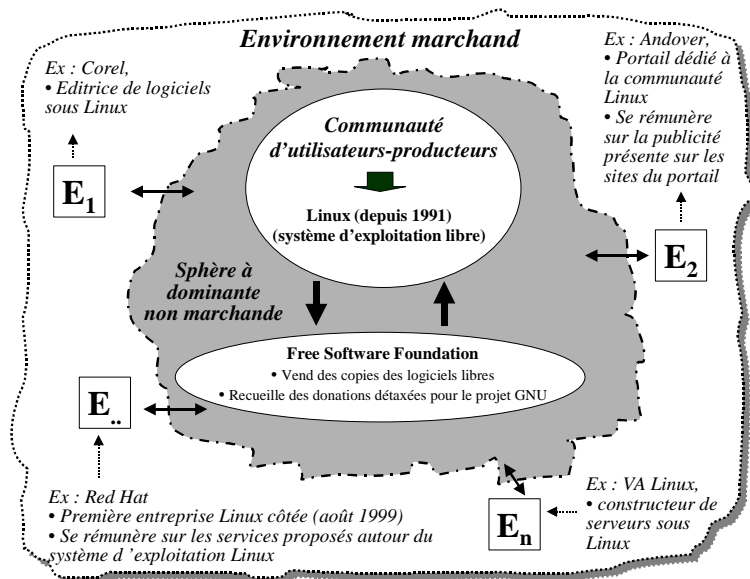 Environnement marchand
Ex : Corel,
• Editrice de logiciels
sous Linux
E1
Ex : Andover,
• Portail dédié à
la communauté
Linux
• Se rémunère
sur la publicité
présente sur les
sites du portail
E2
Communauté
d'utilisateurs-producteurs
Linux (depuis 1991)
(système d'exploitation libre)
Sphère à
dominante
non marchande
Free Software Foundation
• Vend des copies des logiciels libres
• Recueille des donations détaxées pour le projet GNU
E..
Ex : Red Hat
• Première entreprise Linux côtée (août 1999)
• Se rémunère sur les services proposés autour du
système d 'exploitation Linux
En
Ex : VA Linux,
• constructeur de
serveurs sous
Linux